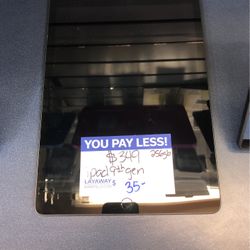 YOU PAY LESS!
$349 256gb
ipad 9th gen
LAYAWAY $ 35-